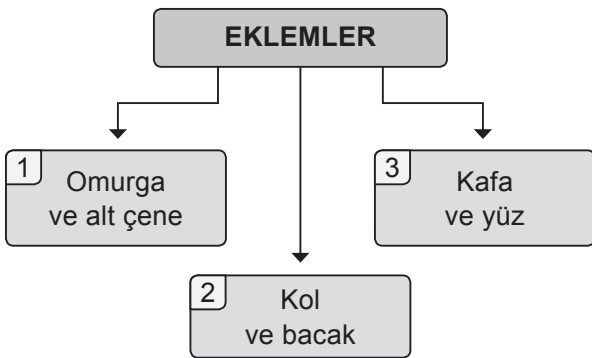 EKLEMLER
1
Omurga
ve alt çene
2
Kol
ve bacak
3
Kafa
ve yüz